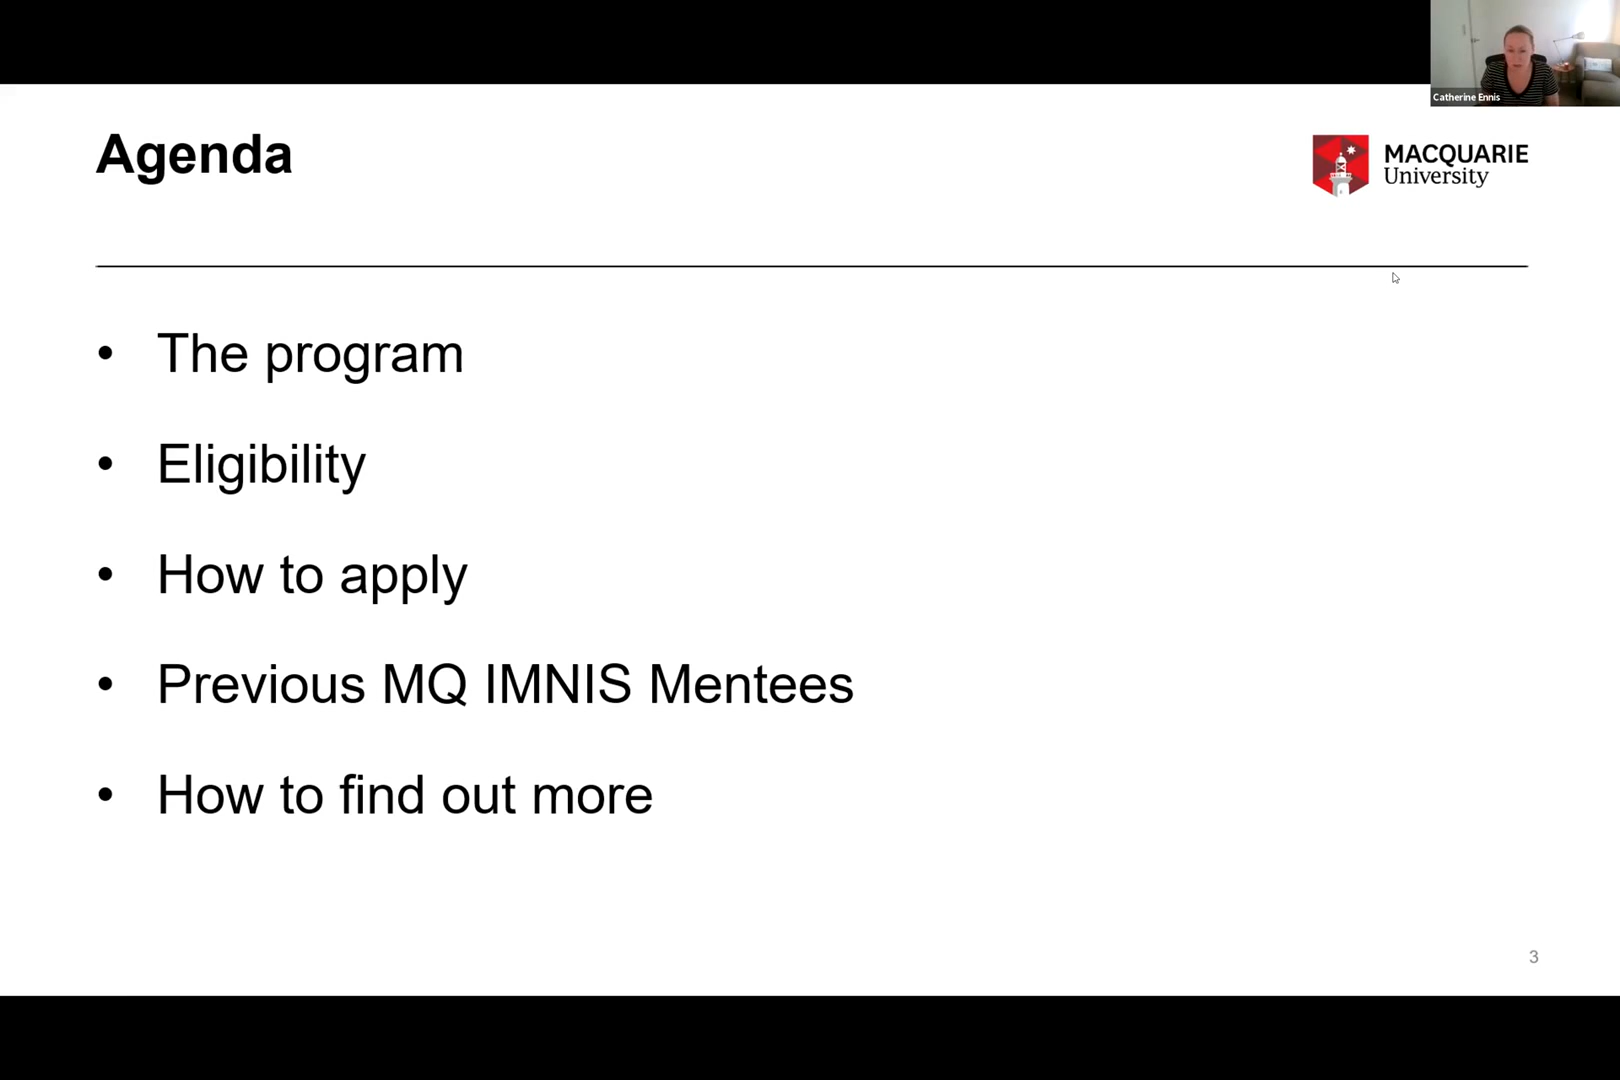 Catherine Ennis
Agenda
MACQUARIE
University
• The program
• Eligibility
• How to apply
• Previous MQ IMNIS Mentees
• How to find out more
3